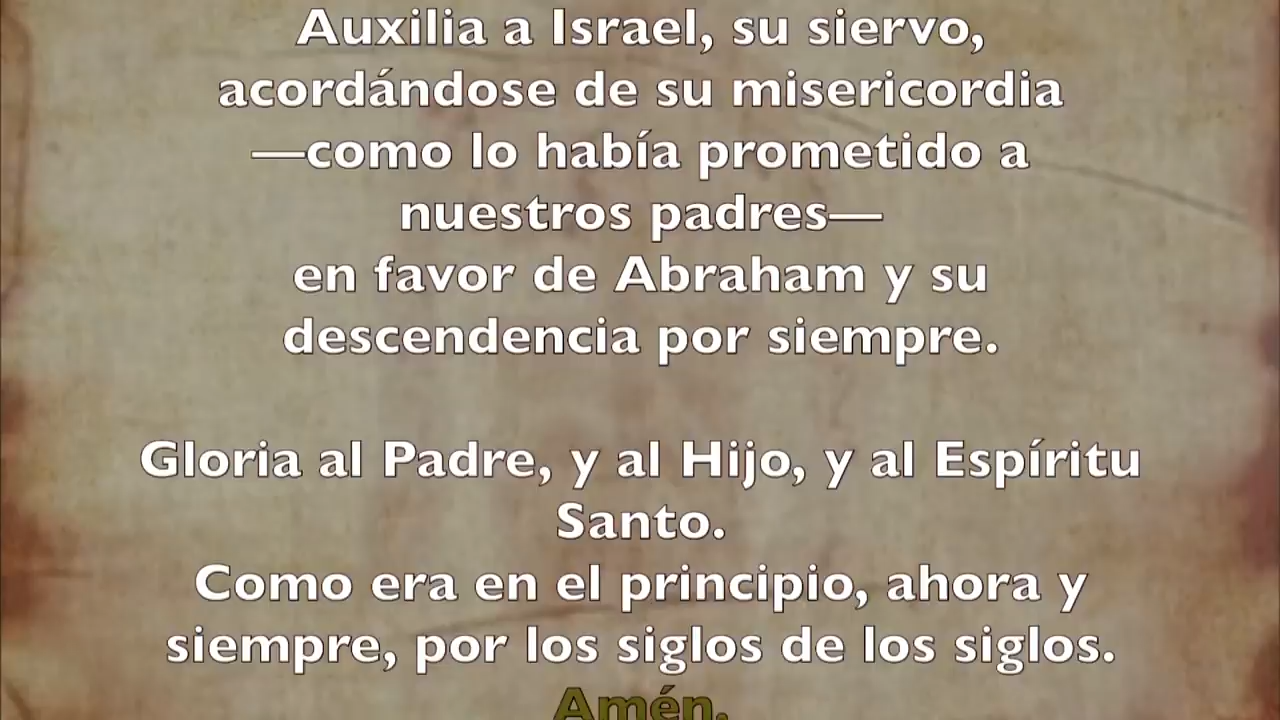 Auxilia a Israel, su siervo,
acordándose de su misericordia
—como lo había prometido a
nuestros padres—
en favor de Abraham y su
descendencia por siempre.
Gloria al Padre, y al Hijo, y al Espíritu
Santo.
Como era en el principio, ahora y
siempre, por los siglos de los siglos.
Amén.